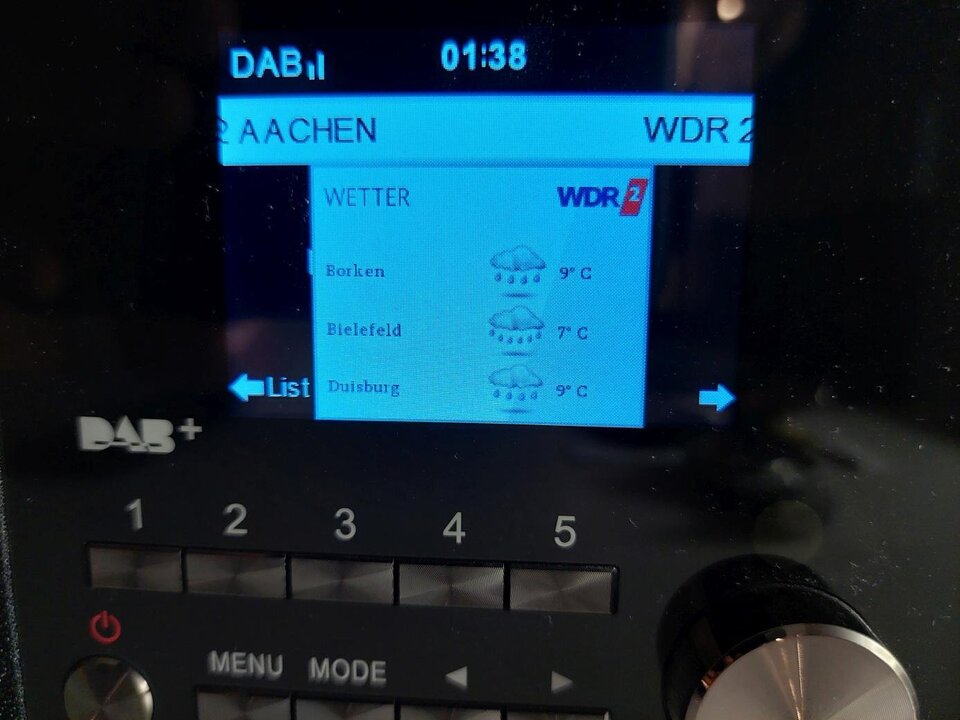 DAB 01:38
2 AACHEN WDR 2
WETTER WDR 2
Borken 9° C
Bielefeld 7° C
List Duisburg 9° C
DAB+
1 2 3 4 5
MENU MODE